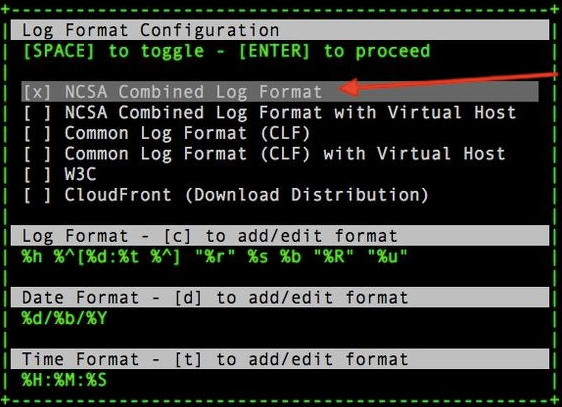 Log Format Configuration
[SPACE] to toggle - [ENTER] to proceed
[x] NCSA Combined Log Format
[ ] NCSA Combined Log Format with Virtual Host
[ ] Common Log Format (CLF)
[ ] Common Log Format (CLF) with Virtual Host
[ ] W3C
[ ] CloudFront (Download Distribution)
Log Format - [c] to add/edit format
%h %^[%d:%t %^] "%r" %s %b "%R" "%u"
Date Format - [d] to add/edit format
%d/%b/%Y
Time Format - [t] to add/edit format
%H:%M:%S